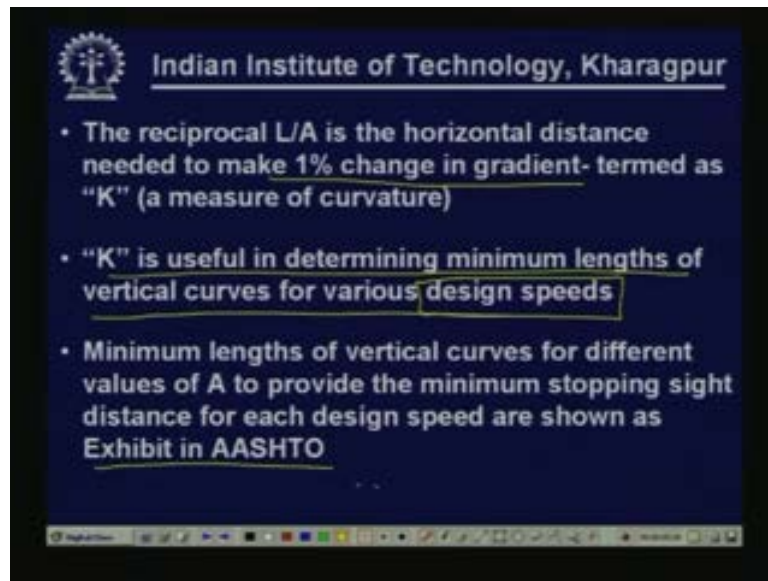 Indian Institute of Technology, Kharagpur
• The reciprocal L/A is the horizontal distance
needed to make 1% change in gradient- termed as
“K” (a measure of curvature)
• “K” is useful in determining minimum lengths of
vertical curves for various design speeds
• Minimum lengths of vertical curves for different
values of A to provide the minimum stopping sight
distance for each design speed are shown as
Exhibit in AASHTO